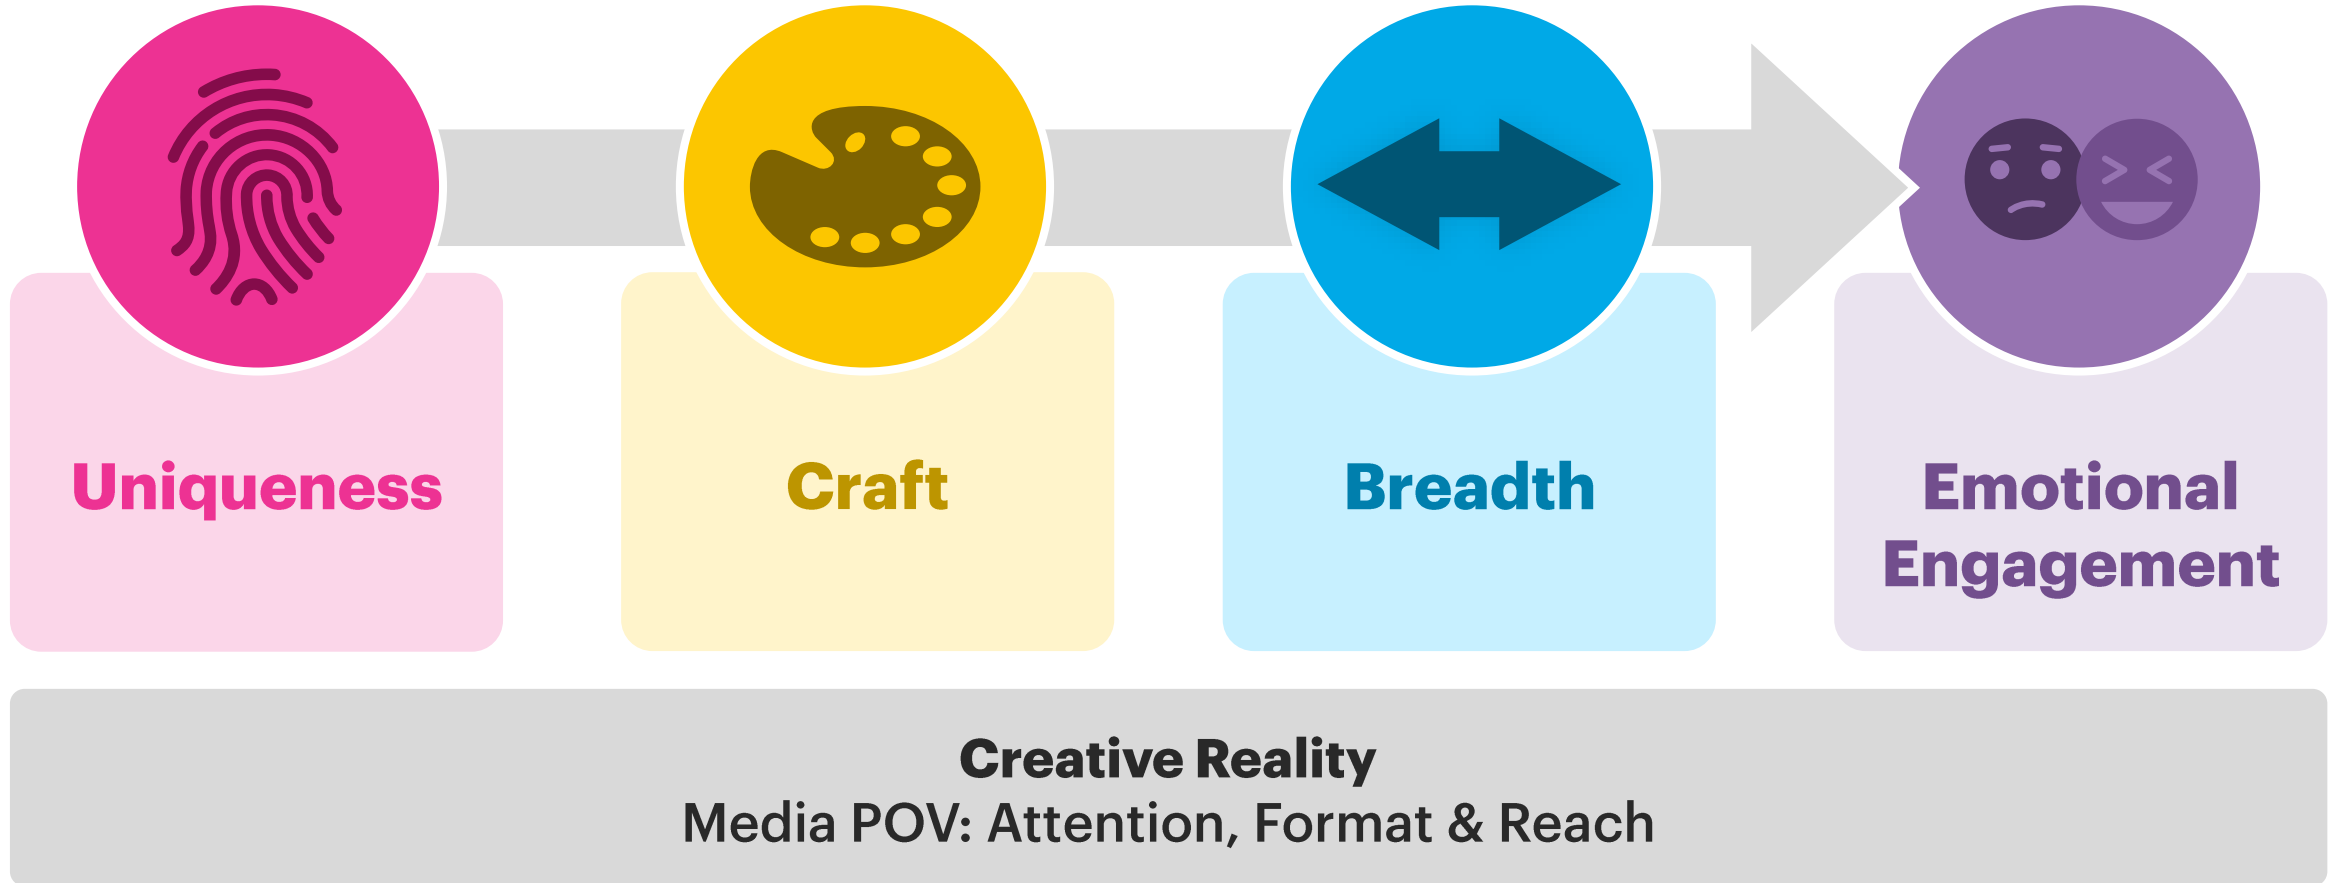 Uniqueness
Craft
Breadth
Emotional
Engagement
Creative Reality
Media POV: Attention, Format & Reach